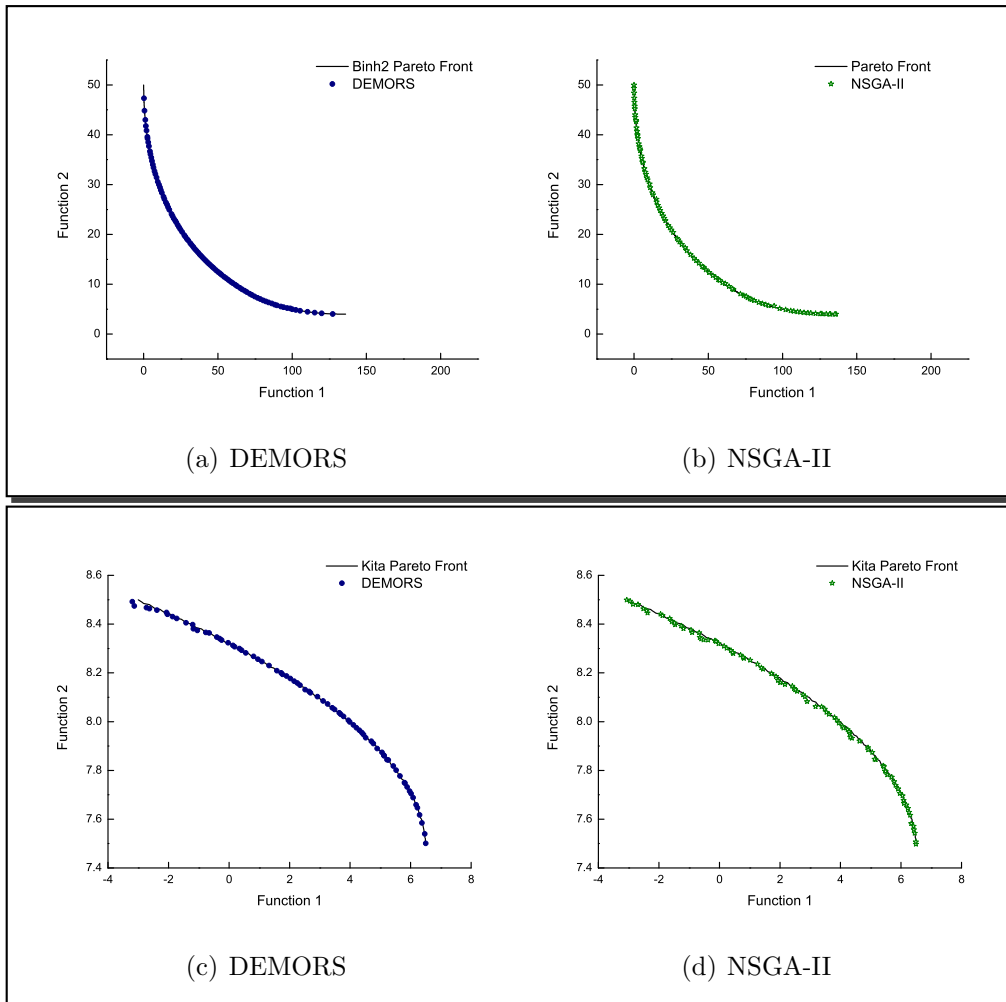 Binh2 Pareto Front
DEMORS
50
40
30
20
10
0
Function 2
0 50 100 150 200
Function 1
(a) DEMORS
Pareto Front
NSGA-II
50
40
30
20
10
0
Function 2
0 50 100 150 200
Function 1
(b) NSGA-II
Kita Pareto Front
DEMORS
8.6
8.4
8.2
8.0
7.8
7.6
7.4
Function 2
-4 -2 0 2 4 6 8
Function 1
(c) DEMORS
Kita Pareto Front
NSGA-II
8.6
8.4
8.2
8.0
7.8
7.6
7.4
Function 2
-4 -2 0 2 4 6 8
Function 1
(d) NSGA-II